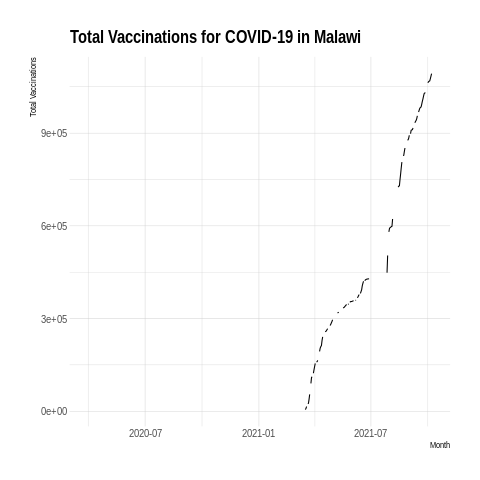 Total Vaccinations for COVID-19 in Malawi
Total Vaccinations
9e+05
6e+05
3e+05
0e+00
2020-07 2021-01 2021-07
Month